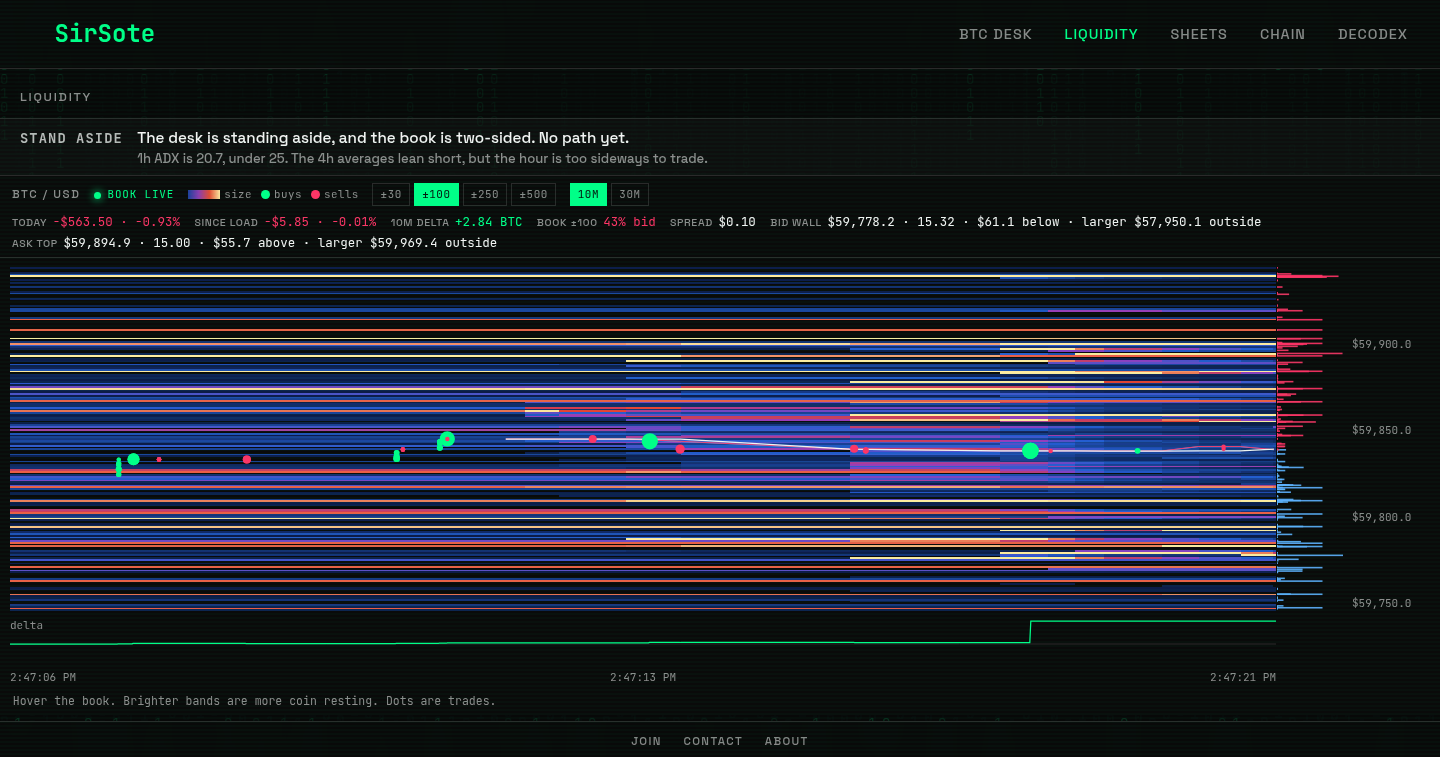 SirSote
BTC DESK LIQUIDITY SHEETS CHAIN DECODEX
LIQUIDITY
STAND ASIDE The desk is standing aside, and the book is two-sided. No path yet.
1h ADX is 20.7, under 25. The 4h averages lean short, but the hour is too sideways to trade.
BTC / USD BOOK LIVE size buys sells ±30 ±100 ±250 ±500 10M 30M
TODAY -$563.50 · -0.93% SINCE LOAD -$5.85 · -0.01% 10M DELTA +2.84 BTC BOOK ±100 43% bid SPREAD $0.10 BID WALL $59,778.2 · 15.32 · $61.1 below · larger $57,950.1 outside
ASK TOP $59,894.9 · 15.00 · $55.7 above · larger $59,969.4 outside
$59,900.0
$59,850.0
$59,800.0
$59,750.0
delta
2:47:06 PM 2:47:13 PM 2:47:21 PM
Hover the book. Brighter bands are more coin resting. Dots are trades.
JOIN CONTACT ABOUT